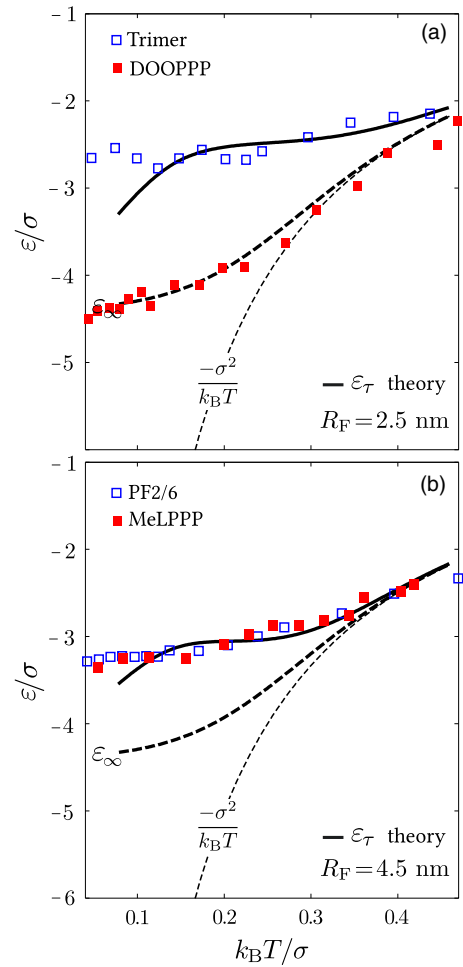 −1
(a)
Trimer
DOOPPP
−2
−3
ε/σ
−4
ε∞
−5
−σ²
k_BT
ε_τ theory
R_F=2.5 nm
−1
(b)
PF2/6
MeLPPP
−2
−3
ε/σ
−4
ε∞
−5
−σ²
k_BT
ε_τ theory
R_F=4.5 nm
−6
0.1 0.2 0.3 0.4
k_BT/σ